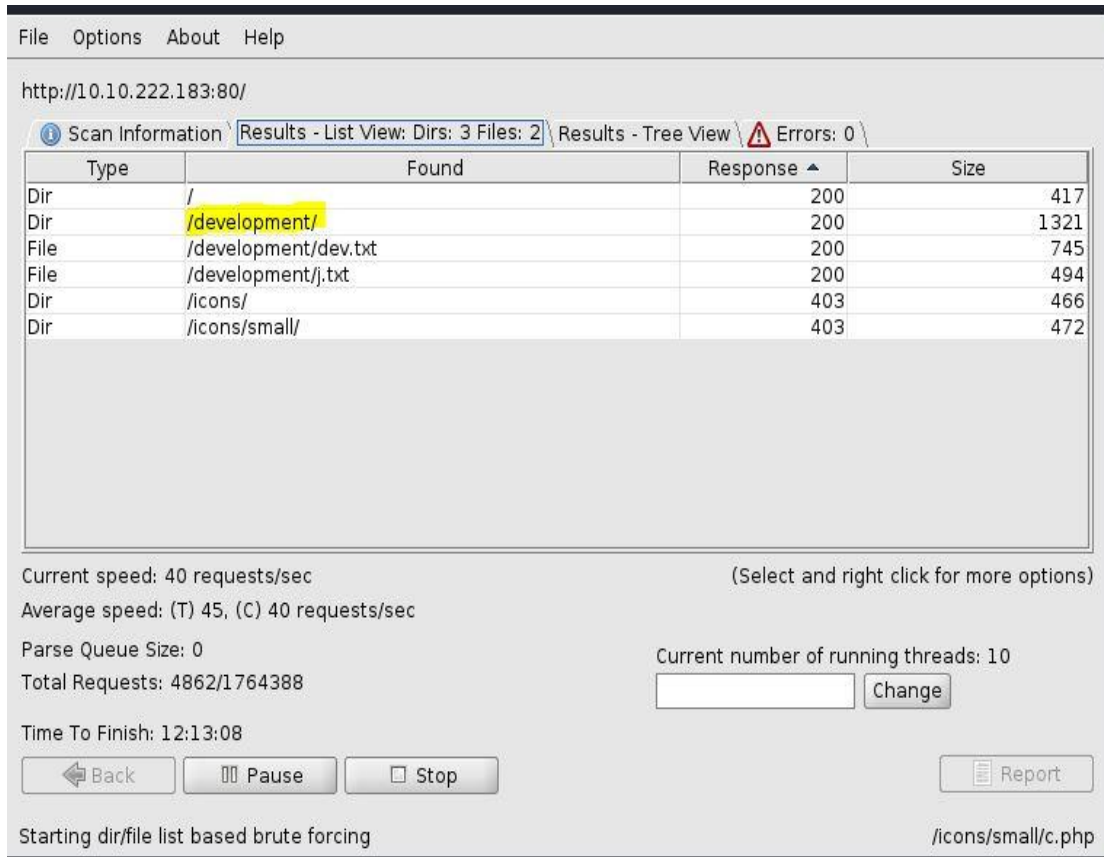 File Options About Help
http://10.10.222.183:80/
Scan Information Results - List View: Dirs: 3 Files: 2 Results - Tree View Errors: 0
Type Found Response Size
Dir / 200 417
Dir /development/ 200 1321
File /development/dev.txt 200 745
File /development/j.txt 200 494
Dir /icons/ 403 466
Dir /icons/small/ 403 472
Current speed: 40 requests/sec (Select and right click for more options)
Average speed: (T) 45, (C) 40 requests/sec
Parse Queue Size: 0 Current number of running threads: 10
Total Requests: 4862/1764388 Change
Time To Finish: 12:13:08
Back Pause Stop Report
Starting dir/file list based brute forcing /icons/small/c.php